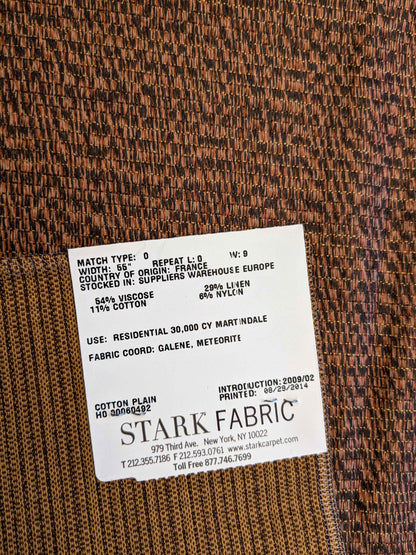 MATCH TYPE: 0
WIDTH: 56" REPEAT L: 0 W: 9
COUNTRY OF ORIGIN: FRANCE
STOCKED IN: SUPPLIERS WAREHOUSE EUROPE
54% VISCOSE 29% LINEN
11% COTTON 6% NYLON
USE: RESIDENTIAL 30,000 CY MARTINDALE
FABRIC COORD: GALENE, METEORITE
INTRODUCTION: 2009/02
COTTON PLAIN PRINTED: 08/29/2014
HO 00060492
STARK FABRIC
979 Third Ave. New York, NY 10022
T 212.355.7186 F 212.593.0761 www.starkcarpet.com
Toll Free 877.746.7699